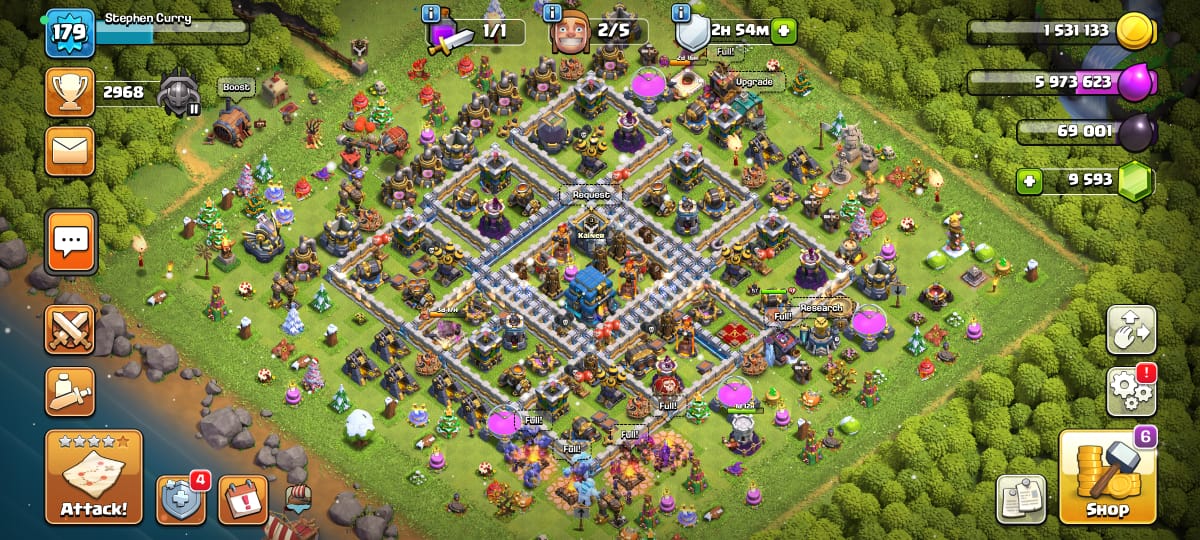 179
Stephen Curry
2968
1/1
2/5
2h 54m
1 531 133
5 973 623
69 001
9 593
Full!
Upgrade
Boost
Request
Research
Full!
Full!
Full!
Full!
Full!
4
6
Attack!
Shop